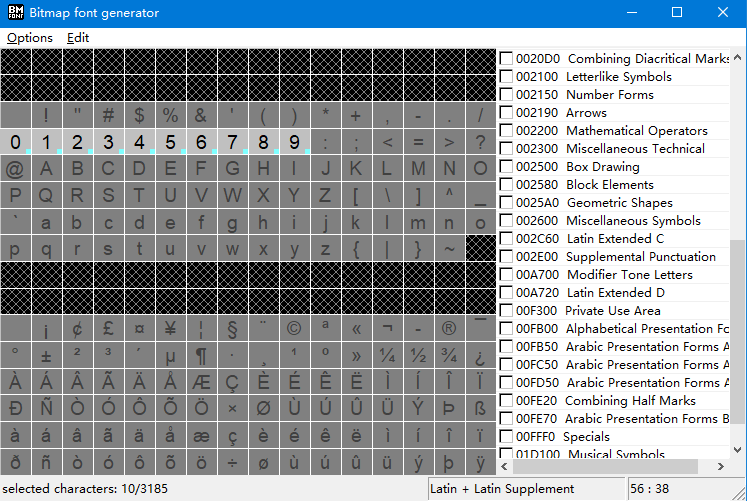 BM FONT Bitmap font generator
Options Edit
! " # $ % & ' ( ) * + , - . /
0 1 2 3 4 5 6 7 8 9 : ; < = > ?
@ A B C D E F G H I J K L M N O
P Q R S T U V W X Y Z [ \ ] ^ _
` a b c d e f g h i j k l m n o
p q r s t u v w x y z { | } ~
¡ ¢ £ ¤ ¥ ¦ § ¨ © ª « ¬ - ® ¯
° ± ² ³ ´ µ ¶ · ¸ ¹ º » ¼ ½ ¾ ¿
À Á Â Ã Ä Å Æ Ç È É Ê Ë Ì Í Î Ï
Ð Ñ Ò Ó Ô Õ Ö × Ø Ù Ú Û Ü Ý Þ ß
à á â ã ä å æ ç è é ê ë ì í î ï
ð ñ ò ó ô õ ö ÷ ø ù ú û ü ý þ ÿ
0020D0 Combining Diacritical Marks
002100 Letterlike Symbols
002150 Number Forms
002190 Arrows
002200 Mathematical Operators
002300 Miscellaneous Technical
002500 Box Drawing
002580 Block Elements
0025A0 Geometric Shapes
002600 Miscellaneous Symbols
002C60 Latin Extended C
002E00 Supplemental Punctuation
00A700 Modifier Tone Letters
00A720 Latin Extended D
00F300 Private Use Area
00FB00 Alphabetical Presentation Fo
00FB50 Arabic Presentation Forms A
00FC50 Arabic Presentation Forms A
00FD50 Arabic Presentation Forms A
00FE20 Combining Half Marks
00FE70 Arabic Presentation Forms B
00FFF0 Specials
01D100 Musical Symbols
selected characters: 10/3185
Latin + Latin Supplement
56 : 38